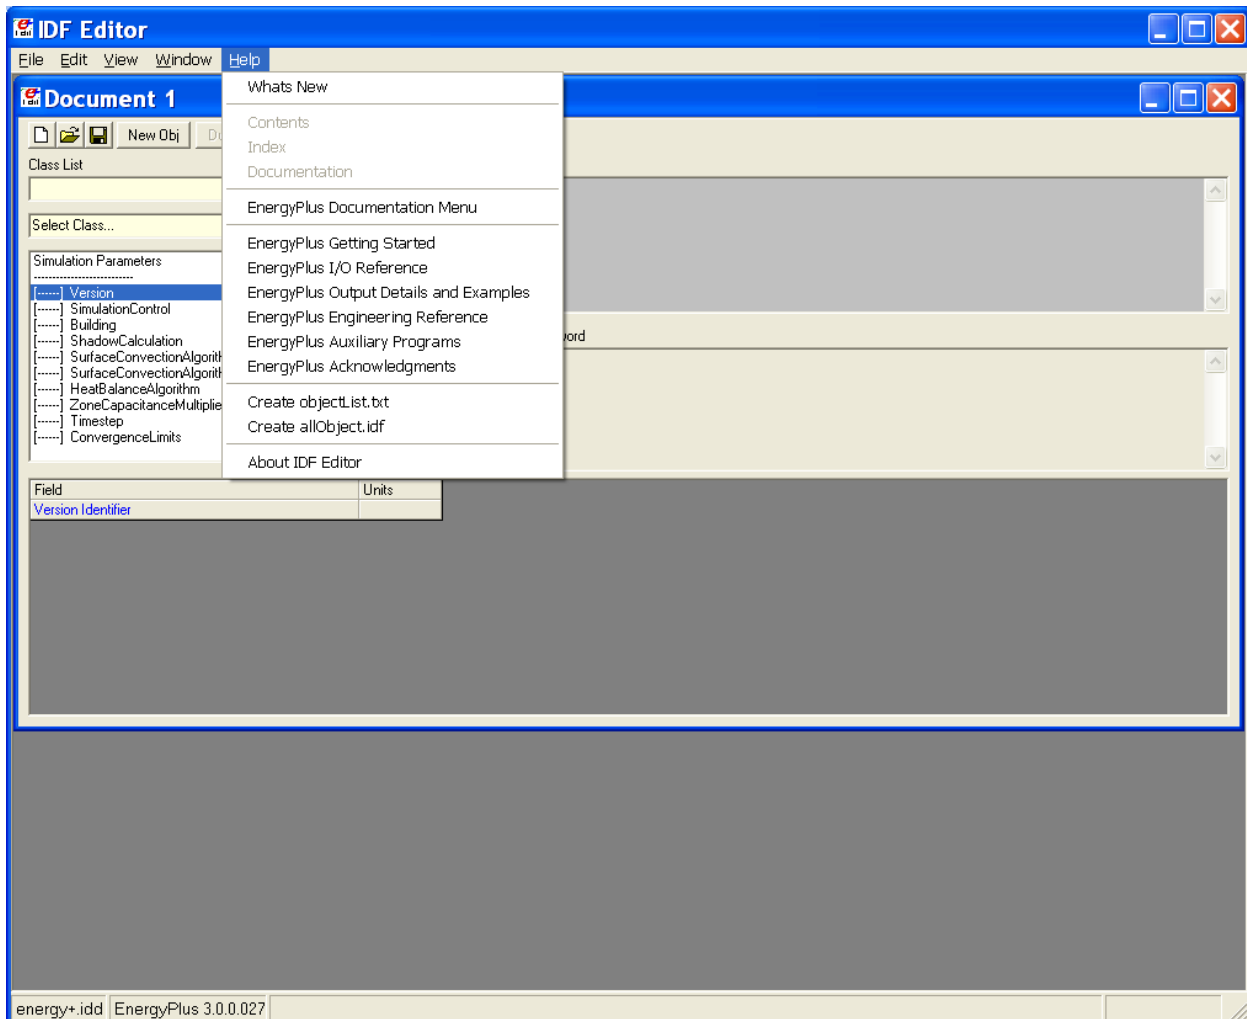 IDF Editor
File Edit View Window Help
Document 1
New Obj
Class List
Select Class...
Simulation Parameters
-------------------------
[------] Version
[------] SimulationControl
[------] Building
[------] ShadowCalculation
[------] SurfaceConvectionAlgorit
[------] SurfaceConvectionAlgorit
[------] HeatBalanceAlgorithm
[------] ZoneCapacitanceMultiplie
[------] Timestep
[------] ConvergenceLimits
Whats New
Contents
Index
Documentation
EnergyPlus Documentation Menu
EnergyPlus Getting Started
EnergyPlus I/O Reference
EnergyPlus Output Details and Examples
EnergyPlus Engineering Reference
EnergyPlus Auxiliary Programs
EnergyPlus Acknowledgments
Create objectList.txt
Create allObject.idf
About IDF Editor
Field Units
Version Identifier
energy+.idd EnergyPlus 3.0.0.027